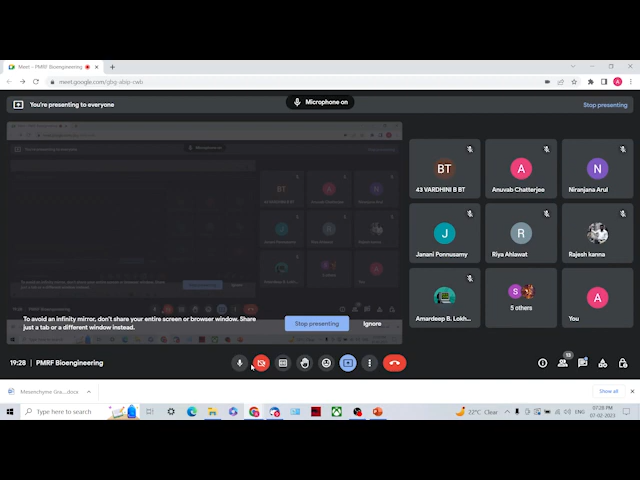 Meet - PMRF Bioengineering
meet.google.com/
You're presenting to everyone
Microphone on
Stop presenting
BT
43 VARDHINI B BT
A
Anuvab Chatterjee
N
Niranjana Arul
J
Janani Ponnusamy
R
Riya Ahlawat
Rajesh kanna
Amardeep B. Lokh...
S
5 others
A
You
To avoid an infinity mirror, don't share your entire screen or browser window. Share
just a tab or a different window instead.
Stop presenting
Ignore
19:28 | PMRF Bioengineering
13
Mesenchyme Gra....docx
Show all
Type here to search
22°C Clear
ENG
07:28 PM
07-02-2023